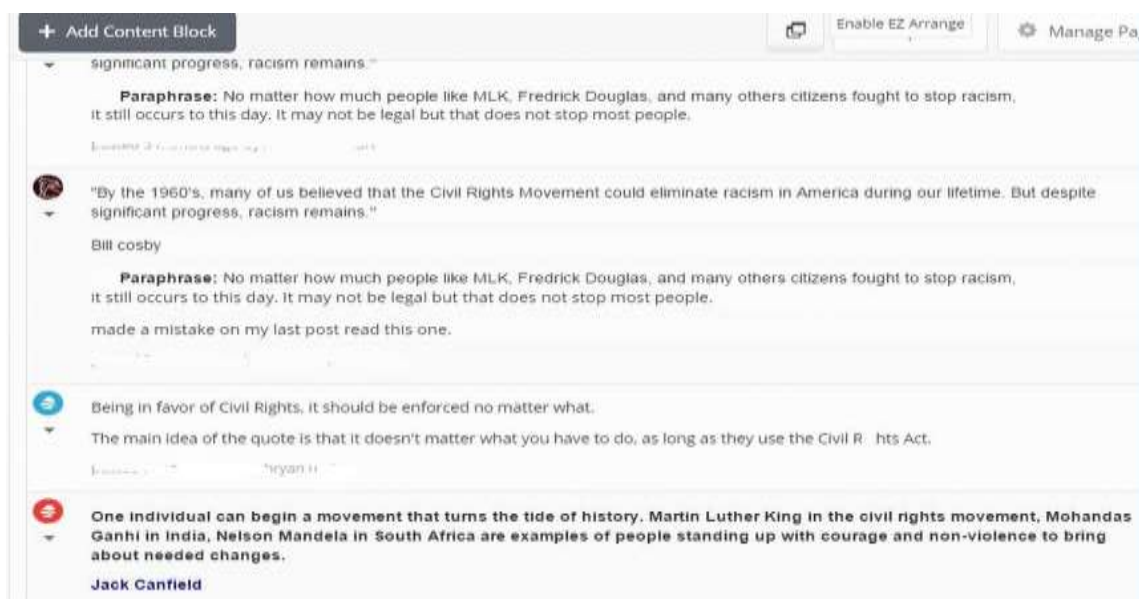 + Add Content Block
Enable EZ Arrange
Manage Pa
significant progress, racism remains."
Paraphrase: No matter how much people like MLK, Fredrick Douglas, and many others citizens fought to stop racism,
it still occurs to this day. It may not be legal but that does not stop most people.
"By the 1960's, many of us believed that the Civil Rights Movement could eliminate racism in America during our lifetime. But despite
significant progress, racism remains."
Bill cosby
Paraphrase: No matter how much people like MLK, Fredrick Douglas, and many others citizens fought to stop racism,
it still occurs to this day. It may not be legal but that does not stop most people.
made a mistake on my last post read this one.
Being in favor of Civil Rights, it should be enforced no matter what.
The main idea of the quote is that it doesn't matter what you have to do, as long as they use the Civil R hts Act.
One individual can begin a movement that turns the tide of history. Martin Luther King in the civil rights movement, Mohandas
Ganhi in India, Nelson Mandela in South Africa are examples of people standing up with courage and non-violence to bring
about needed changes.
Jack Canfield